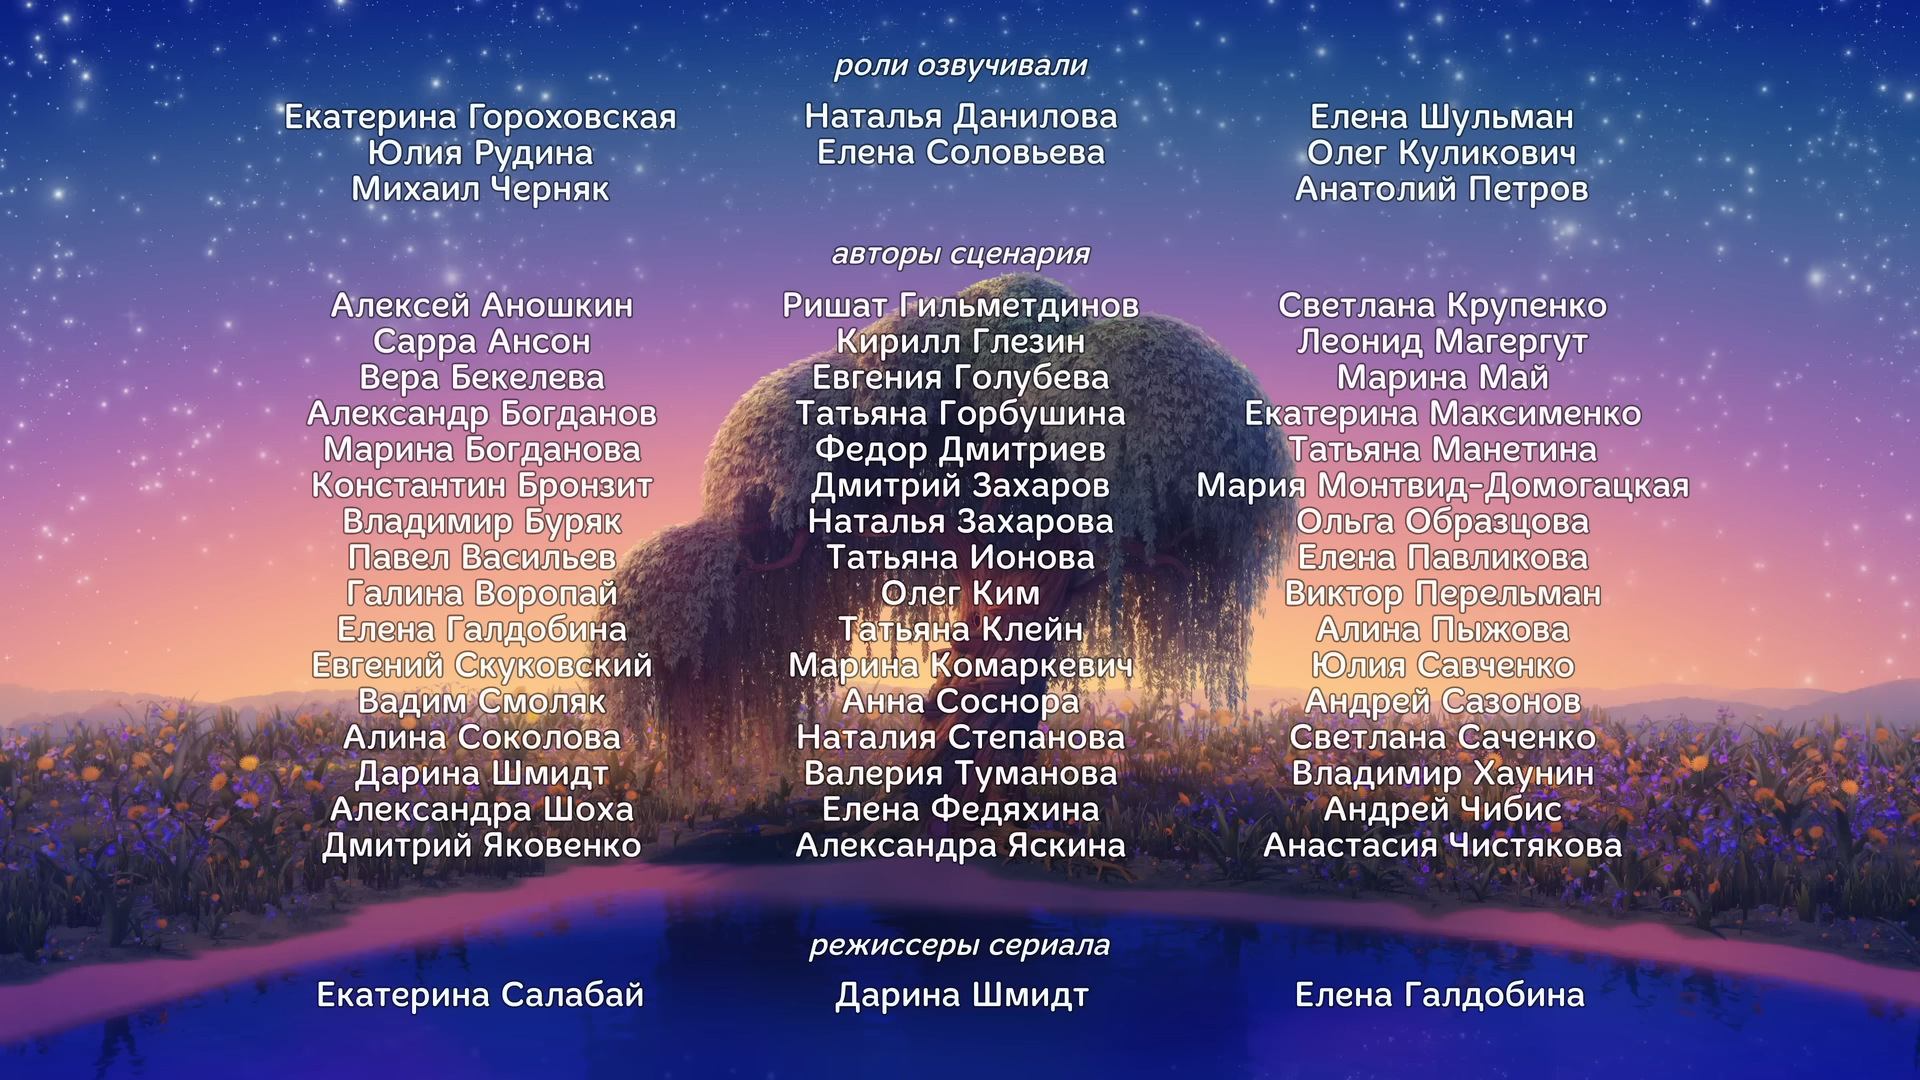 роли озвучивали
Екатерина Гороховская
Юлия Рудина
Михаил Черняк
Наталья Данилова
Елена Соловьева
Елена Шульман
Олег Куликович
Анатолий Петров
авторы сценария
Алексей Аношкин
Сарра Ансон
Вера Бекелева
Александр Богданов
Марина Богданова
Константин Бронзит
Владимир Буряк
Павел Васильев
Галина Воропай
Елена Галдобина
Евгений Скуковский
Вадим Смоляк
Алина Соколова
Дарина Шмидт
Александра Шоха
Дмитрий Яковенко
Ришат Гильметдинов
Кирилл Глезин
Евгения Голубева
Татьяна Горбушина
Федор Дмитриев
Дмитрий Захаров
Наталья Захарова
Татьяна Ионова
Олег Ким
Татьяна Клейн
Марина Комаркевич
Анна Соснора
Наталия Степанова
Валерия Туманова
Елена Федяхина
Александра Яскина
Светлана Крупенко
Леонид Магергут
Марина Май
Екатерина Максименко
Татьяна Манетина
Мария Монтвид-Домогацкая
Ольга Образцова
Елена Павликова
Виктор Перельман
Алина Пыжова
Юлия Савченко
Андрей Сазонов
Светлана Саченко
Владимир Хаунин
Андрей Чибис
Анастасия Чистякова
режиссеры сериала
Екатерина Салабай
Дарина Шмидт
Елена Галдобина